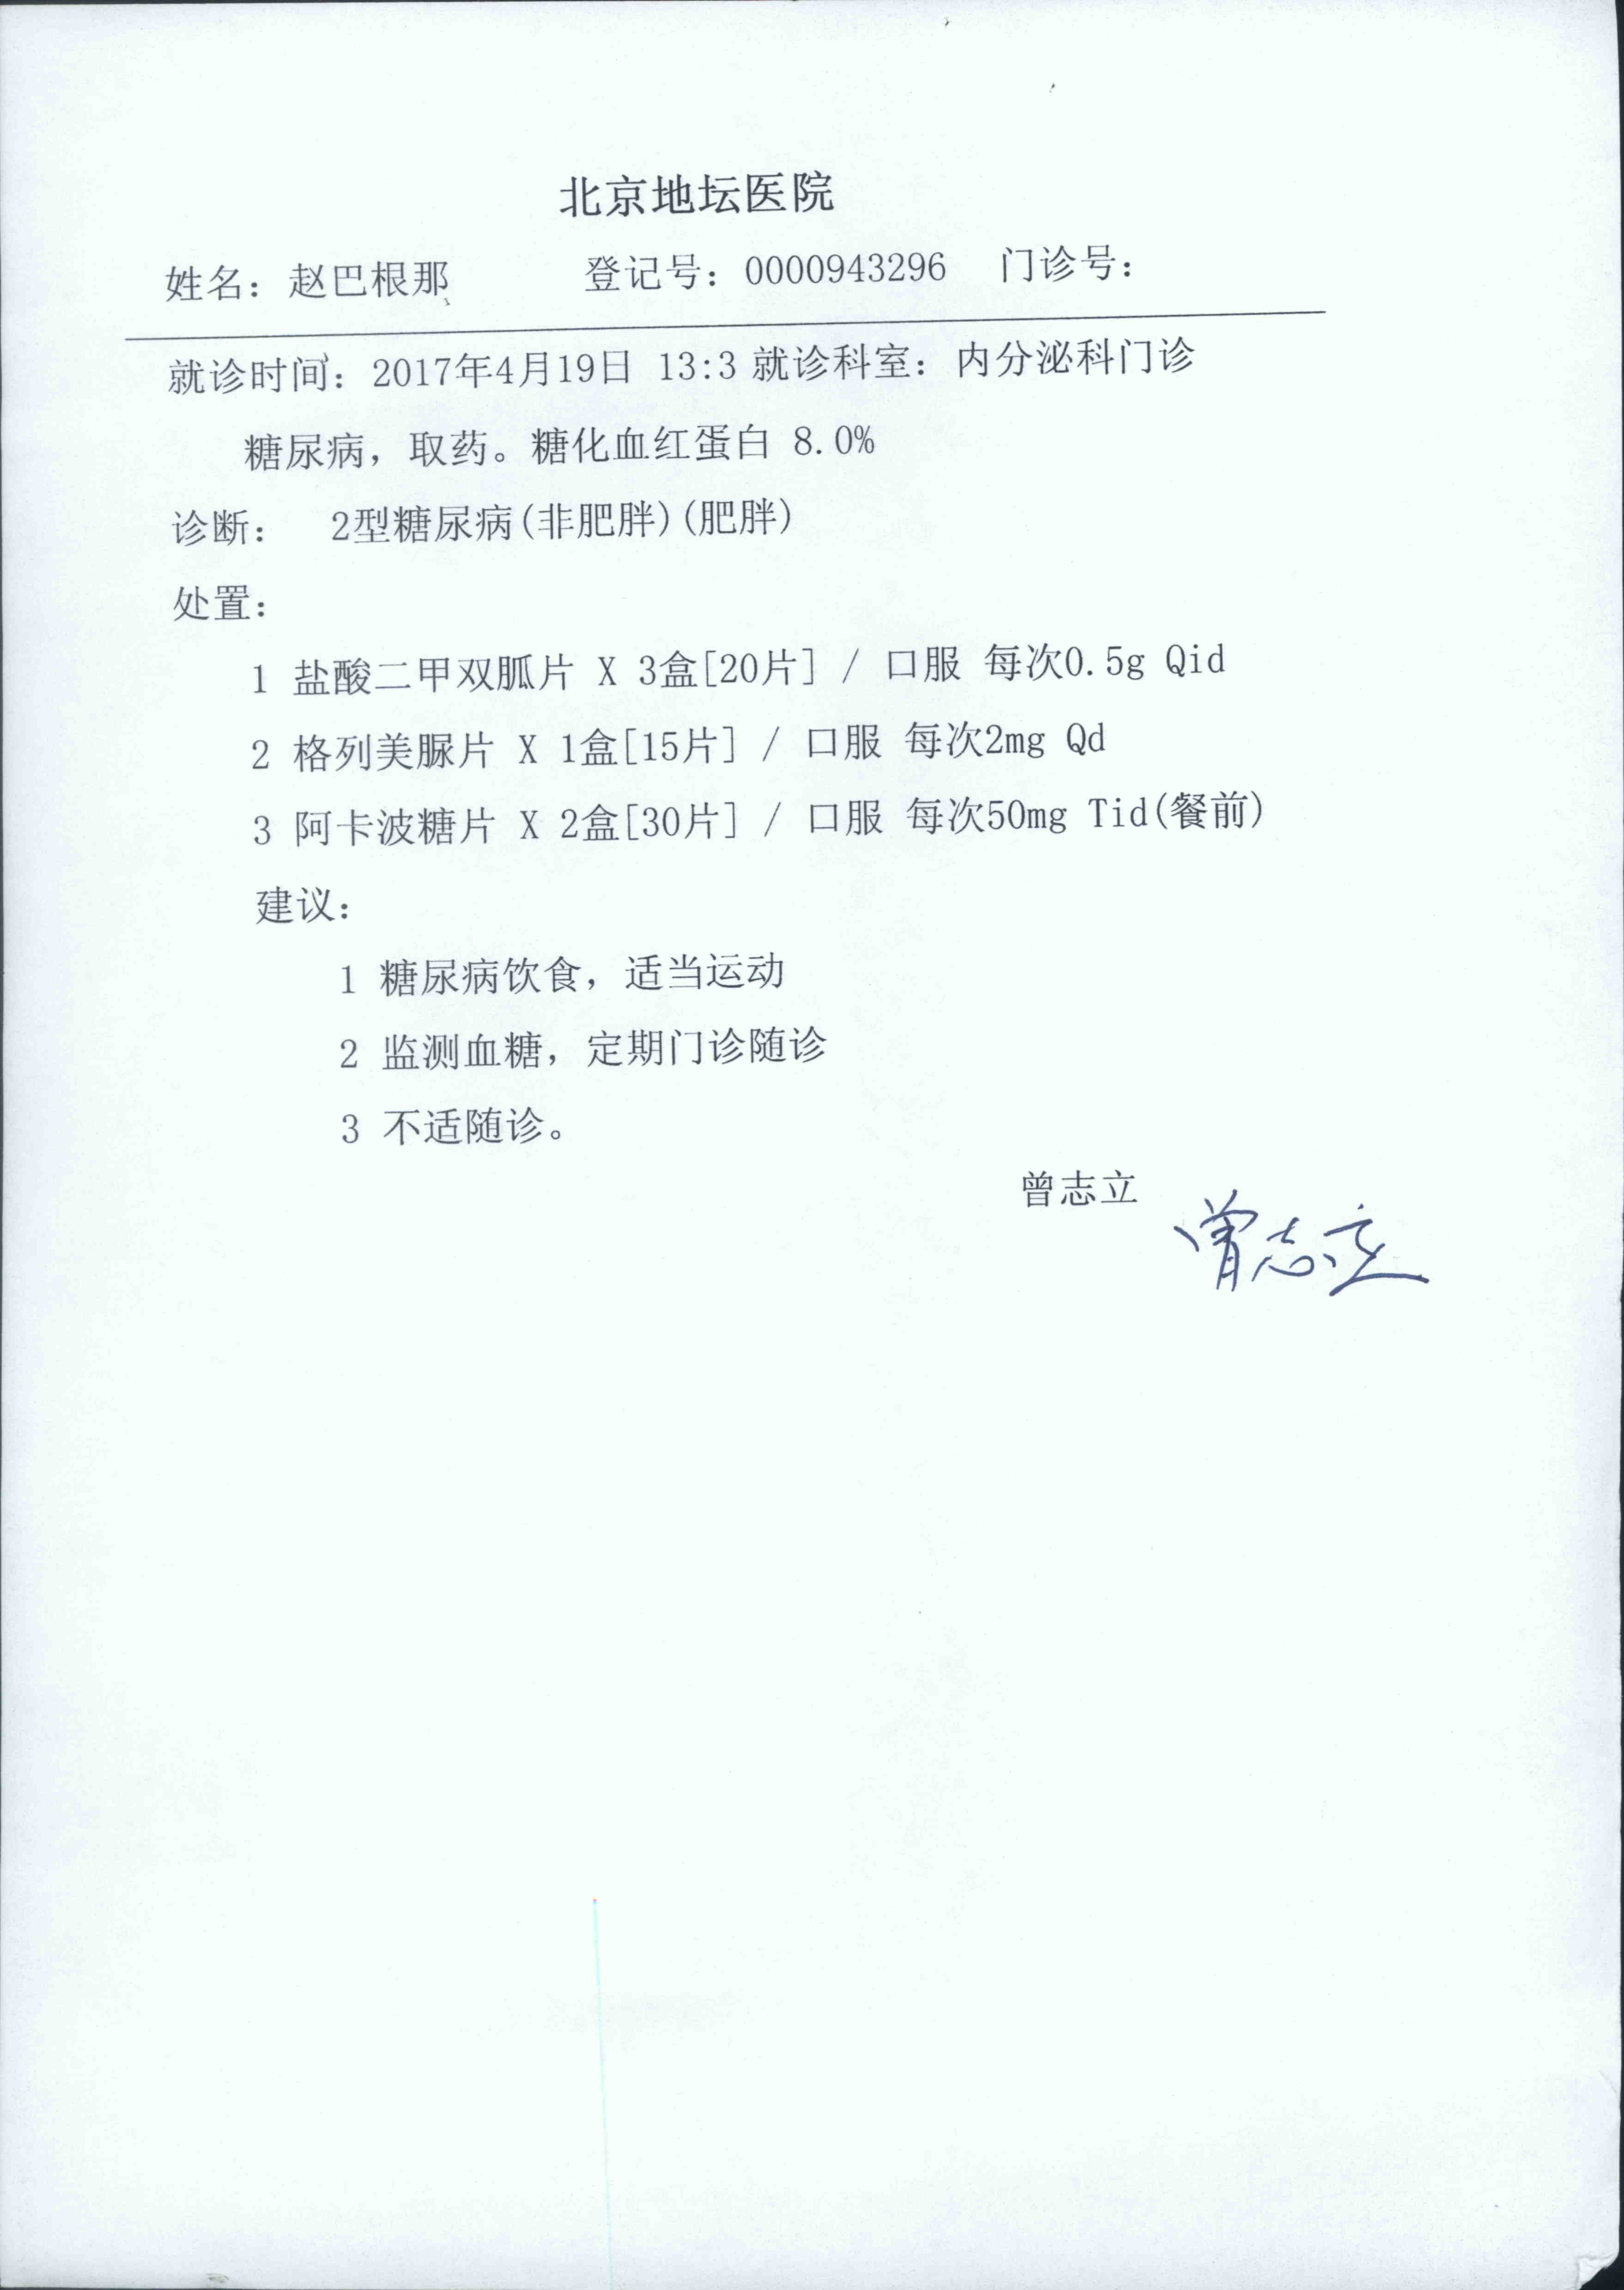 北京地坛医院
姓名：赵巴根那 登记号：0000943296 门诊号：
就诊时间：2017年4月19日 13:3 就诊科室：内分泌科门诊
糖尿病，取药。糖化血红蛋白 8.0%
诊断： 2型糖尿病(非肥胖)(肥胖)
处置：
1 盐酸二甲双胍片 X 3盒[20片] / 口服 每次0.5g Qid
2 格列美脲片 X 1盒[15片] / 口服 每次2mg Qd
3 阿卡波糖片 X 2盒[30片] / 口服 每次50mg Tid(餐前)
建议：
1 糖尿病饮食，适当运动
2 监测血糖，定期门诊随诊
3 不适随诊。
曾志立
曾志立